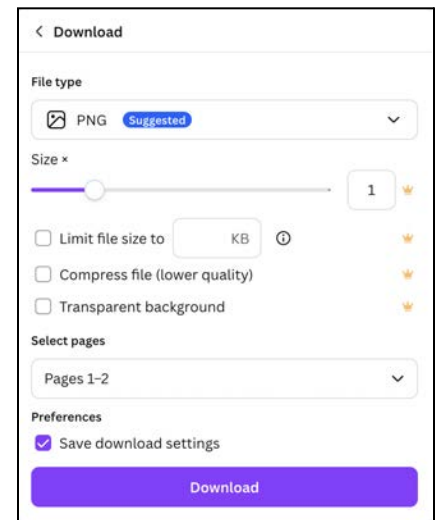 Download
File type
PNG Suggested
Size ×
1
Limit file size to KB
Compress file (lower quality)
Transparent background
Select pages
Pages 1–2
Preferences
Save download settings
Download